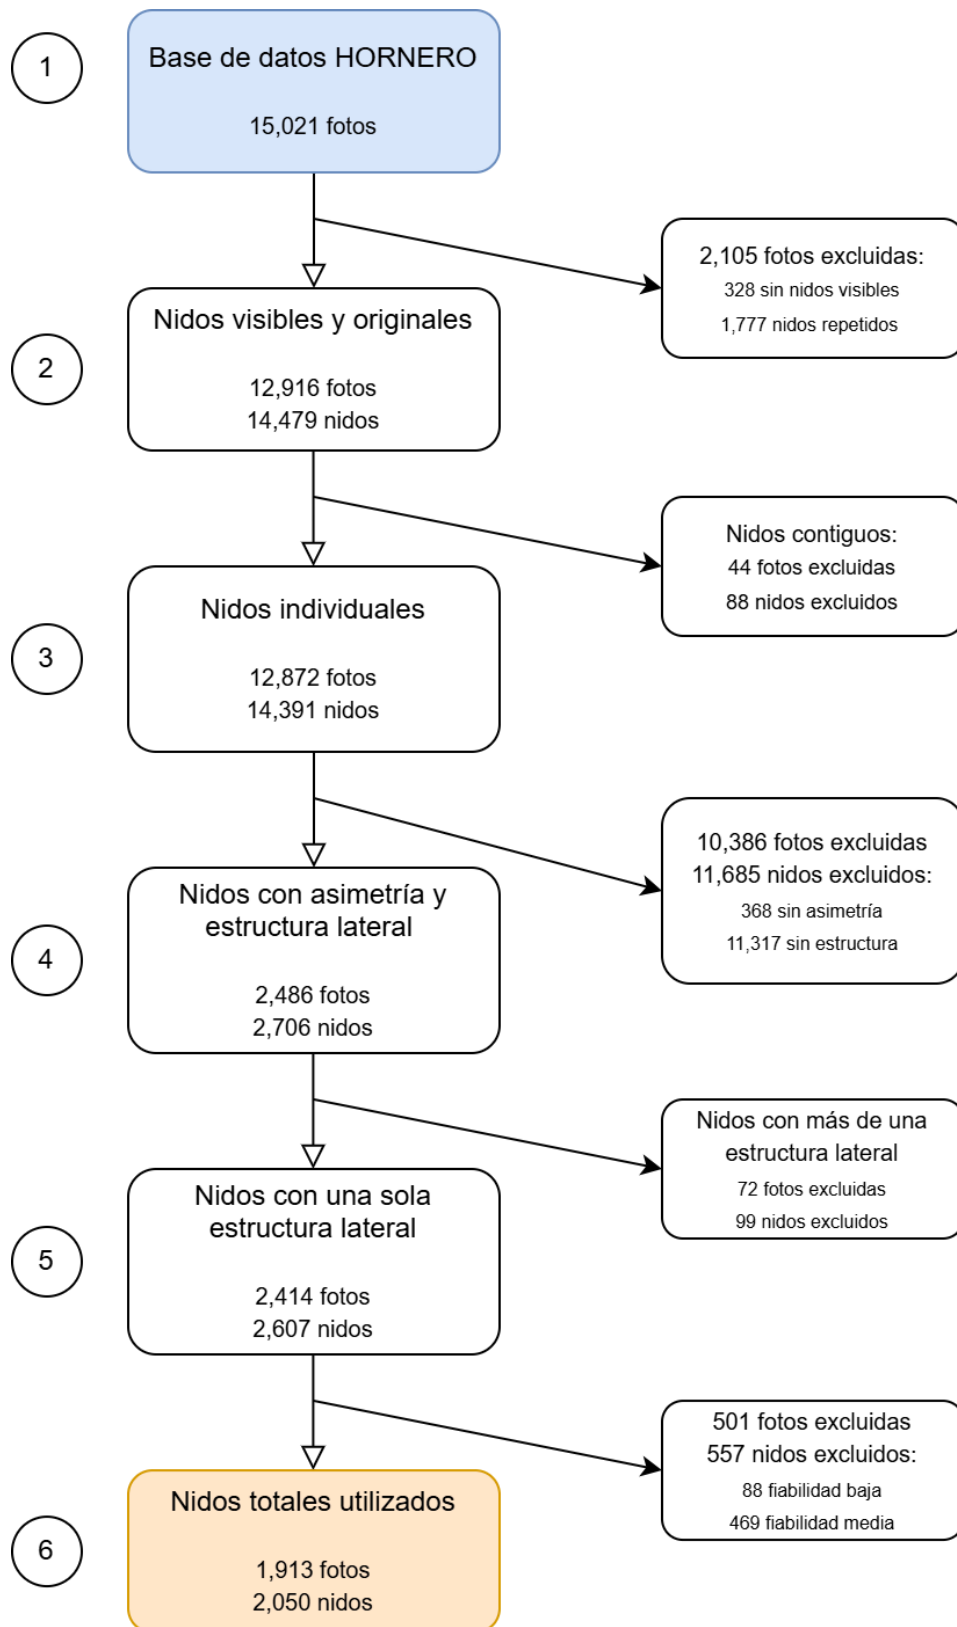 1
Base de datos HORNERO
15,021 fotos
2,105 fotos excluidas:
328 sin nidos visibles
1,777 nidos repetidos
2
Nidos visibles y originales
12,916 fotos
14,479 nidos
Nidos contiguos:
44 fotos excluidas
88 nidos excluidos
3
Nidos individuales
12,872 fotos
14,391 nidos
10,386 fotos excluidas
11,685 nidos excluidos:
368 sin asimetría
11,317 sin estructura
4
Nidos con asimetría y
estructura lateral
2,486 fotos
2,706 nidos
Nidos con más de una
estructura lateral
72 fotos excluidas
99 nidos excluidos
5
Nidos con una sola
estructura lateral
2,414 fotos
2,607 nidos
501 fotos excluidas
557 nidos excluidos:
88 fiabilidad baja
469 fiabilidad media
6
Nidos totales utilizados
1,913 fotos
2,050 nidos